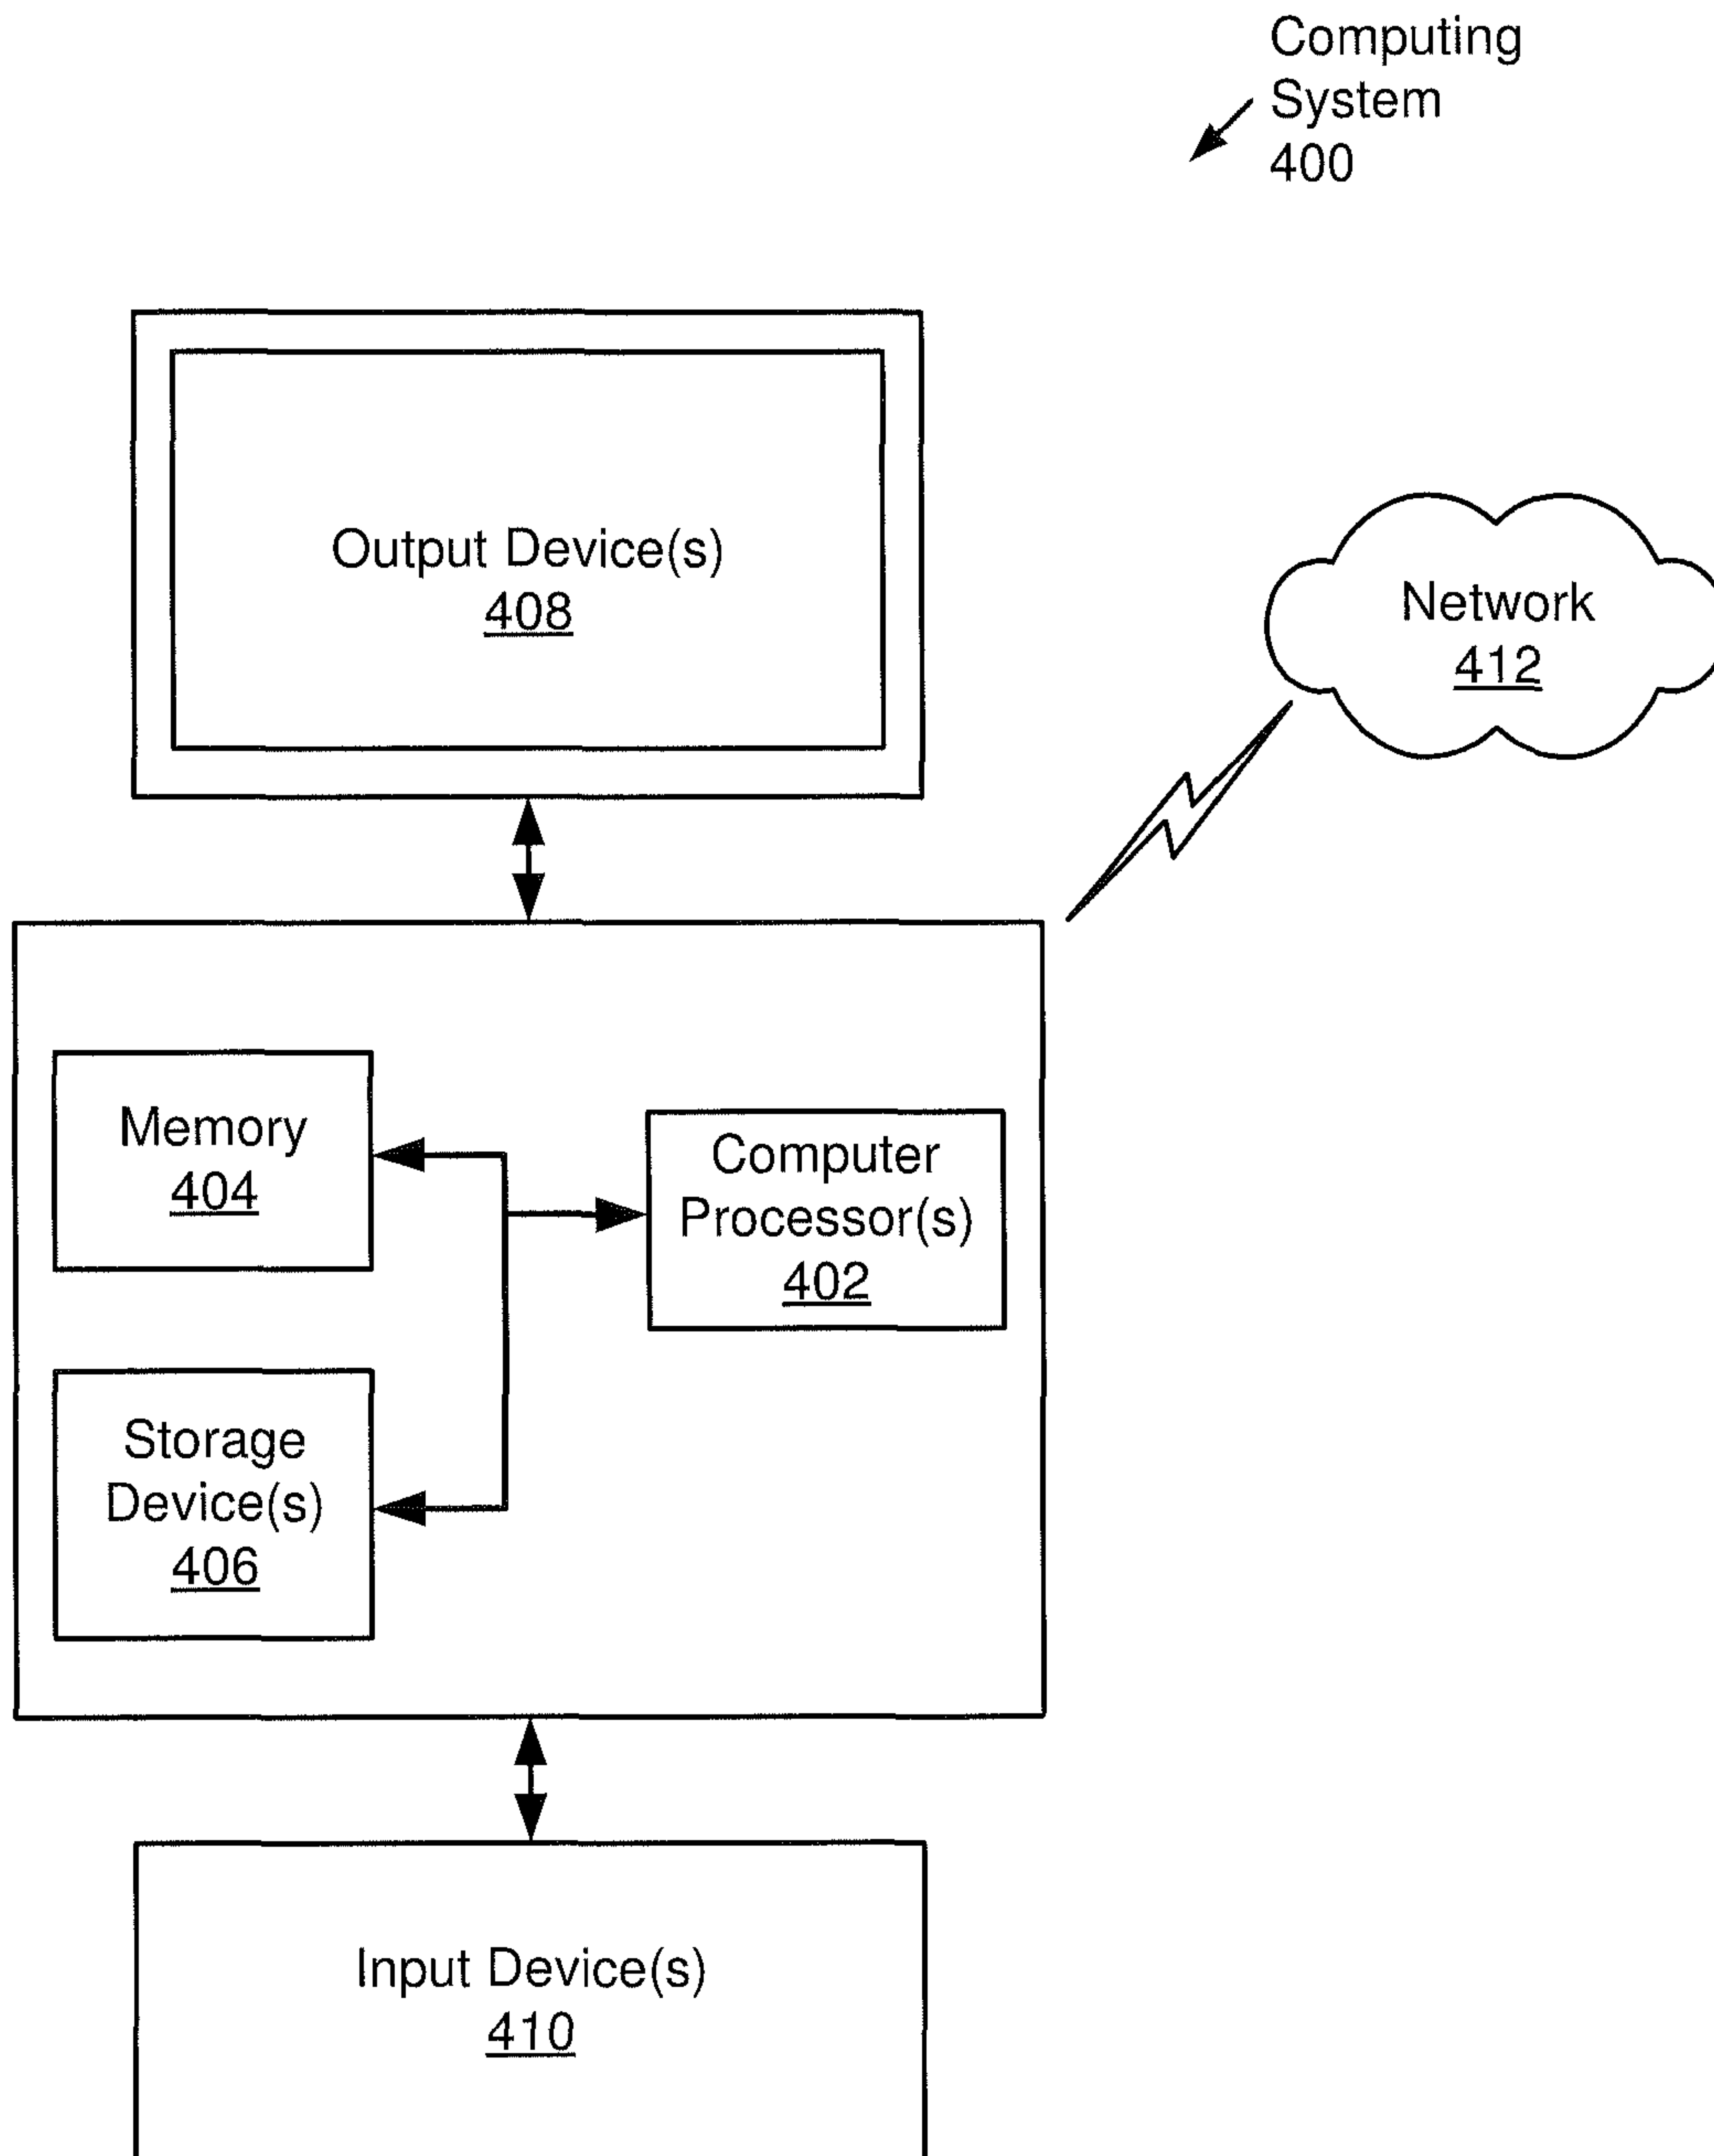 Computing
System
400
Output Device(s)
408
Network
412
Memory
404
Computer
Processor(s)
402
Storage
Device(s)
406
Input Device(s)
410